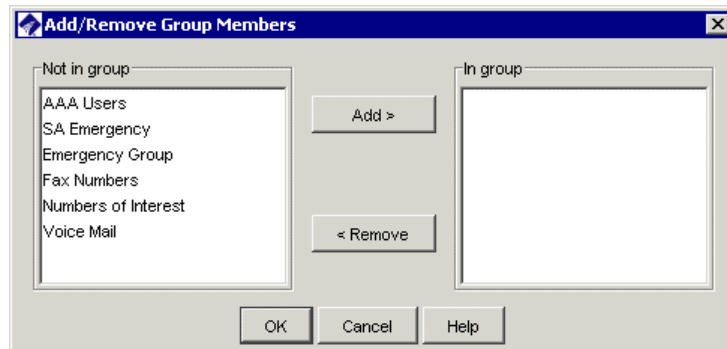 Add/Remove Group Members
Not in group
AAA Users
SA Emergency
Emergency Group
Fax Numbers
Numbers of Interest
Voice Mail
Add >
< Remove
In group
OK Cancel Help